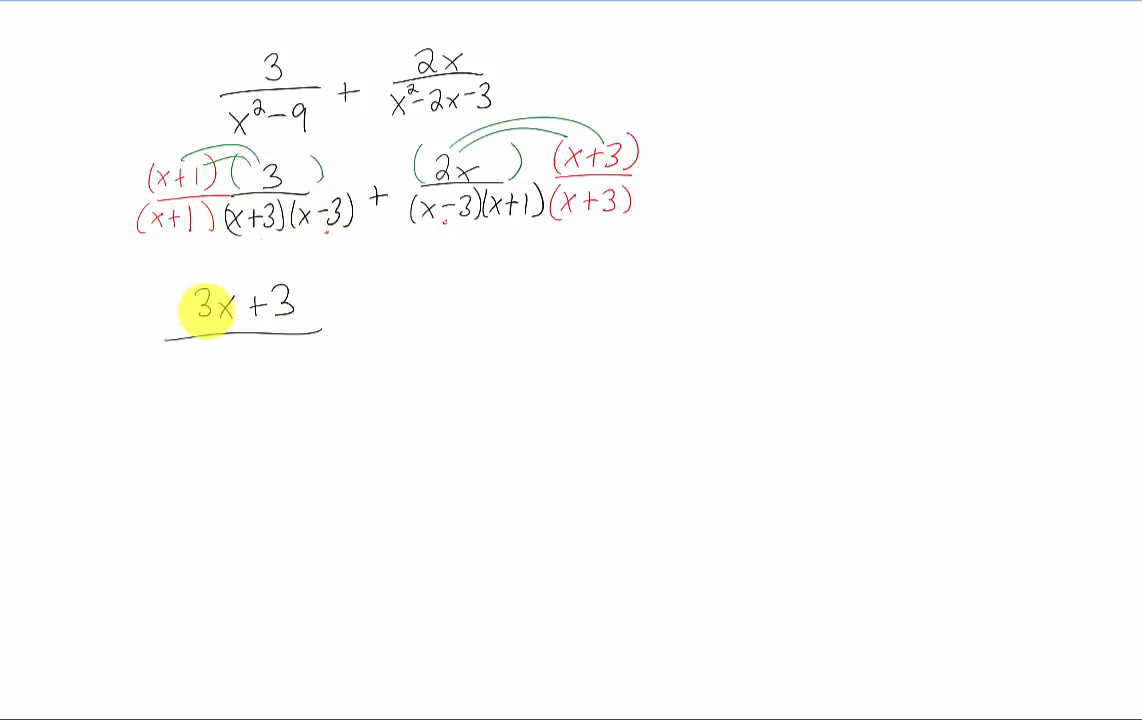 3 / (x² - 9) + 2x / (x² - 2x - 3)
(x+1)(3) / (x+1)(x+3)(x-3) + (2x)(x+3) / (x-3)(x+1)(x+3)
3x + 3